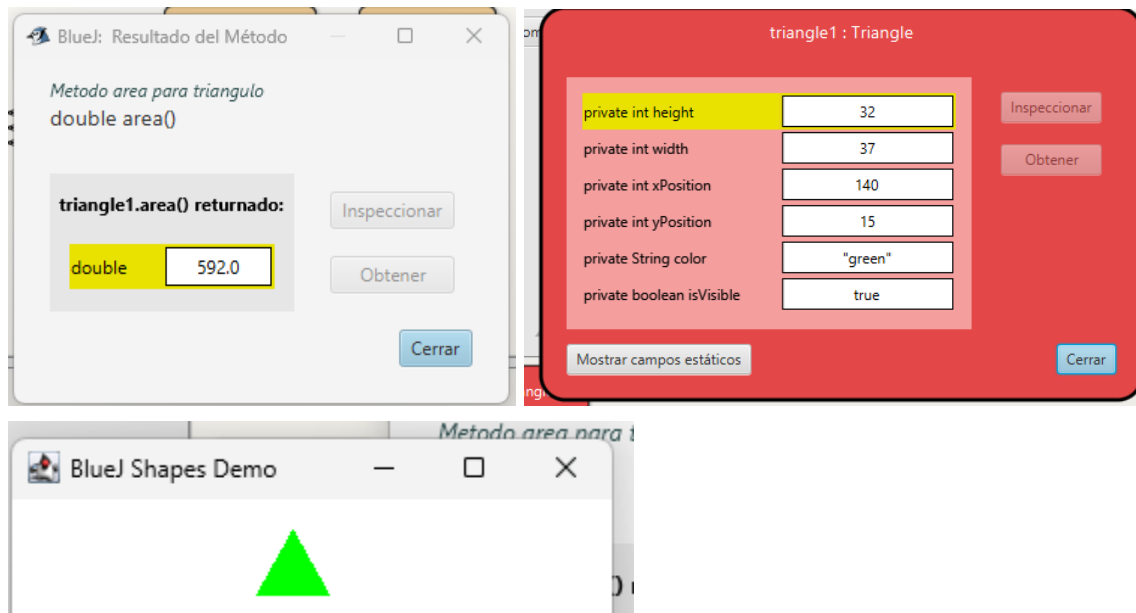 BlueJ: Resultado del Método
Metodo area para triangulo
double area()
triangle1.area() returnado:
double 592.0
Inspeccionar
Obtener
Cerrar
om
triangle1 : Triangle
private int height 32
private int width 37
private int xPosition 140
private int yPosition 15
private String color "green"
private boolean isVisible true
Inspeccionar
Obtener
Mostrar campos estáticos
Cerrar
ang
Metodo area para t
BlueJ Shapes Demo
)